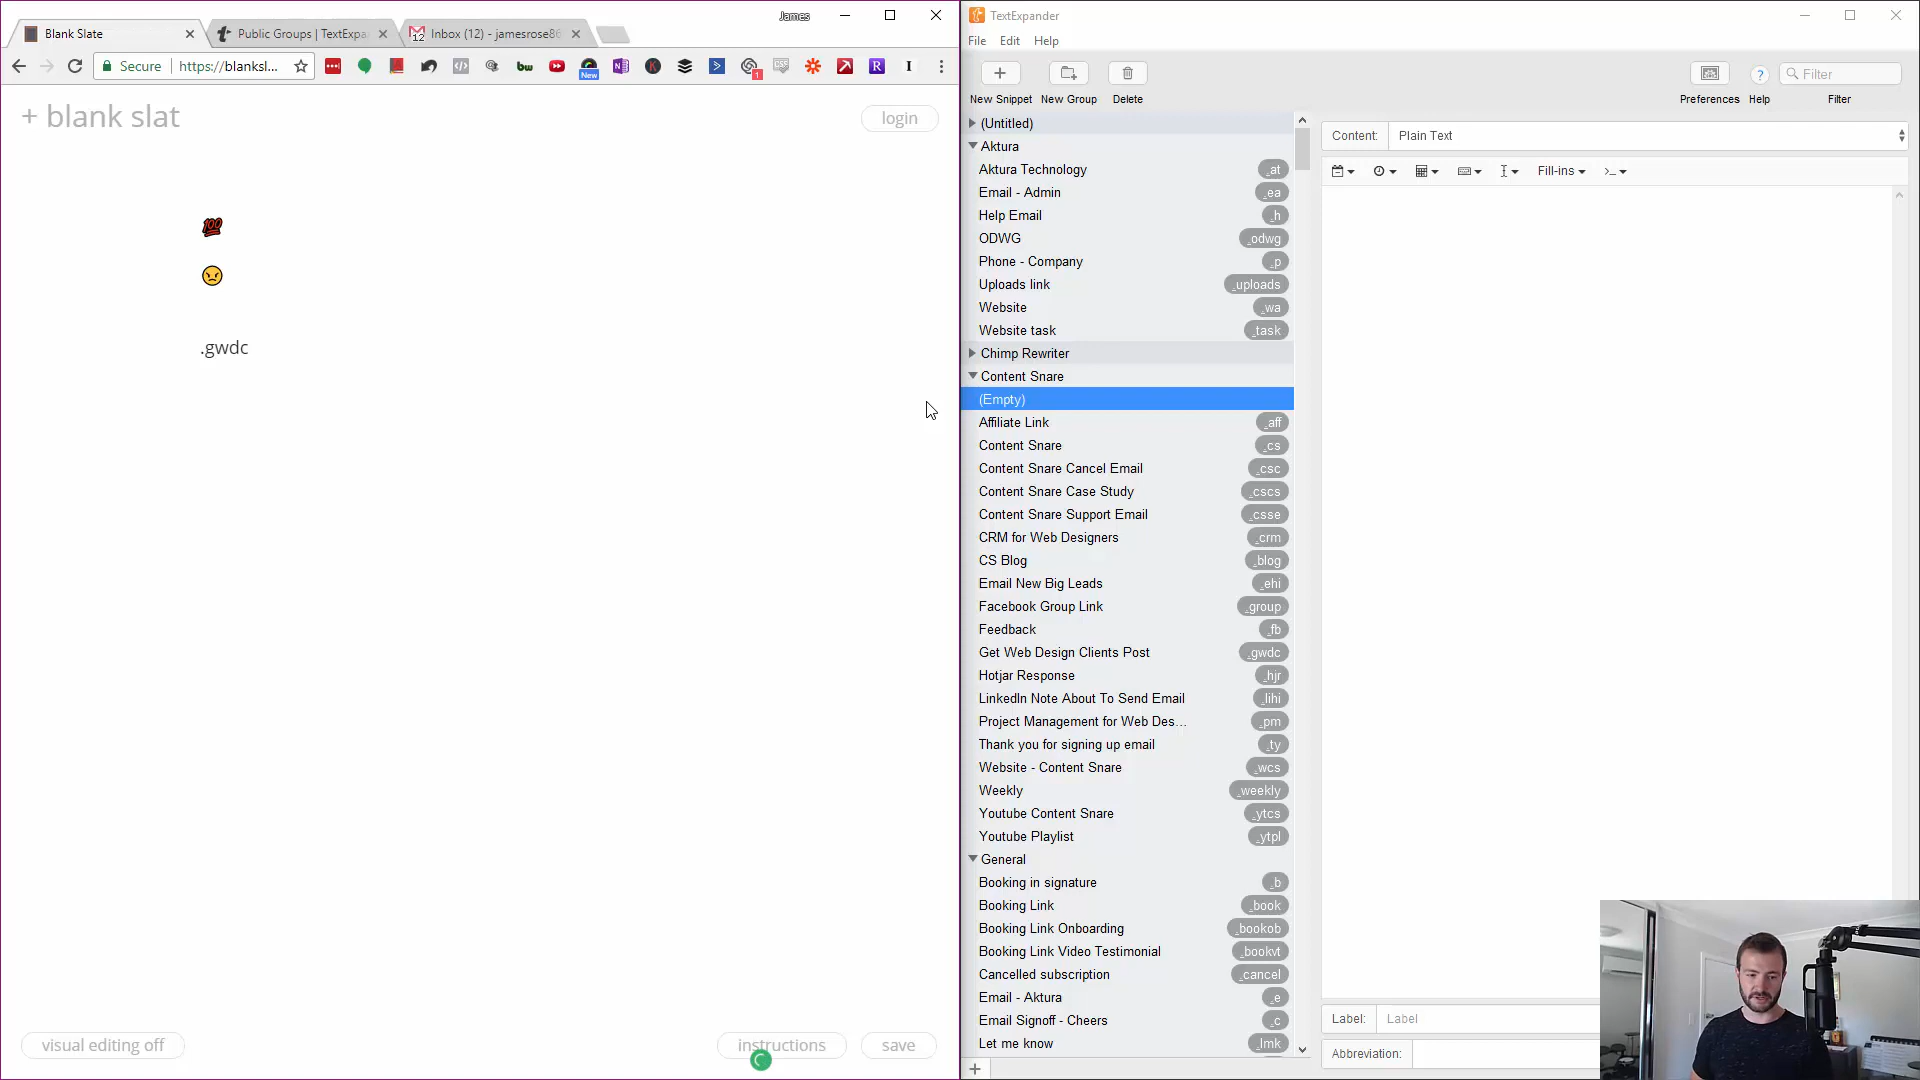 James
Blank Slate
Public Groups | TextExpa
Inbox (12) - jamesrose86
Secure
https://blanksl...
New
+ blank slat
login
.gwdc
visual editing off
instructions
save
TextExpander
File
Edit
Help
New Snippet
New Group
Delete
Preferences
Help
Filter
Filter
(Untitled)
Aktura
Aktura Technology
_at
Email - Admin
_ea
Help Email
_h
ODWG
_odwg
Phone - Company
_p
Uploads link
_uploads
Website
_wa
Website task
_task
Chimp Rewriter
Content Snare
(Empty)
Affiliate Link
_aff
Content Snare
_cs
Content Snare Cancel Email
_csc
Content Snare Case Study
_cscs
Content Snare Support Email
_csse
CRM for Web Designers
_crm
CS Blog
_blog
Email New Big Leads
_ehi
Facebook Group Link
_group
Feedback
_fb
Get Web Design Clients Post
_gwdc
Hotjar Response
_hjr
LinkedIn Note About To Send Email
_lihi
Project Management for Web Des...
_pm
Thank you for signing up email
_ty
Website - Content Snare
_wcs
Weekly
_weekly
Youtube Content Snare
_ytcs
Youtube Playlist
_ytpl
General
Booking in signature
_b
Booking Link
_book
Booking Link Onboarding
_bookob
Booking Link Video Testimonial
_bookvt
Cancelled subscription
_cancel
Email - Aktura
_e
Email Signoff - Cheers
_c
Let me know
_lmk
Content:
Plain Text
Fill-ins
Label:
Label
Abbreviation: